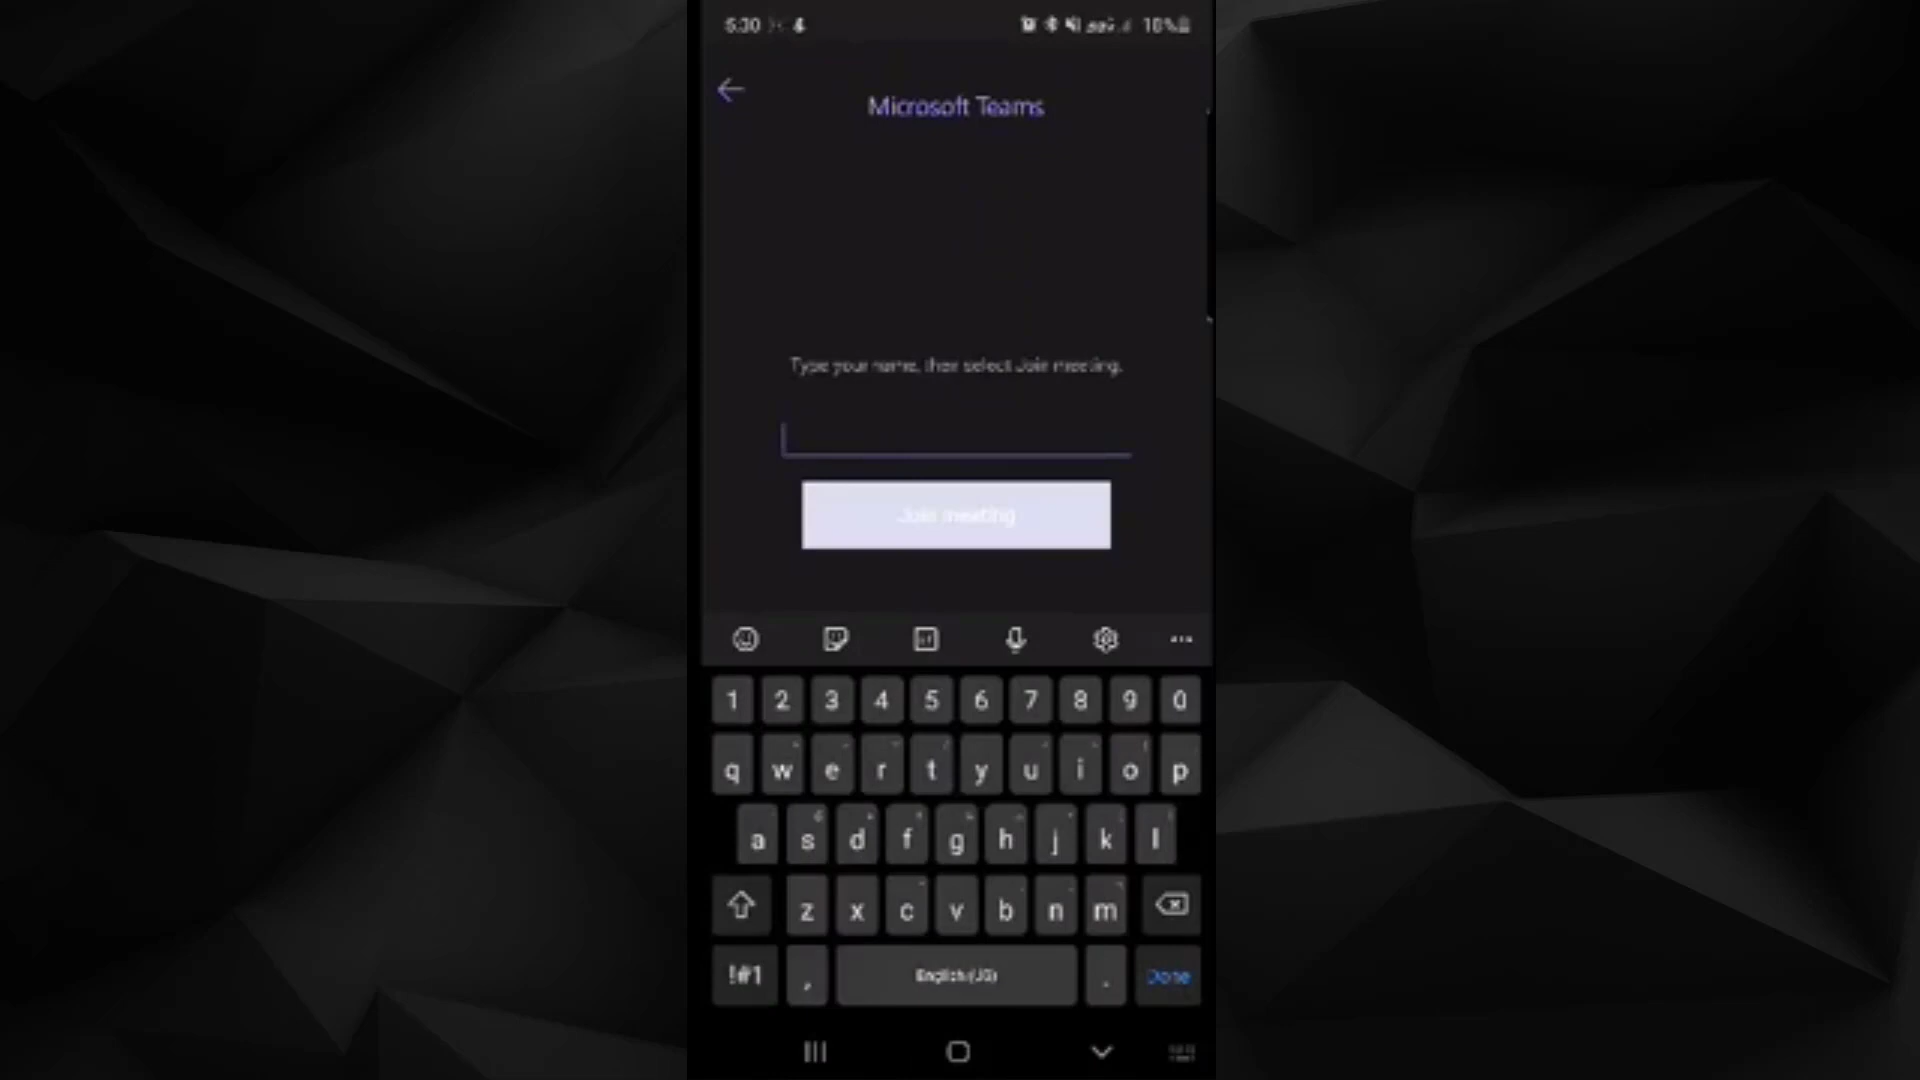 5:30
18%
Microsoft Teams
Type your name, then select Join meeting.
Join meeting
1 2 3 4 5 6 7 8 9 0
q w e r t y u i o p
a s d f g h j k l
z x c v b n m
!#1 , English (US) . Done